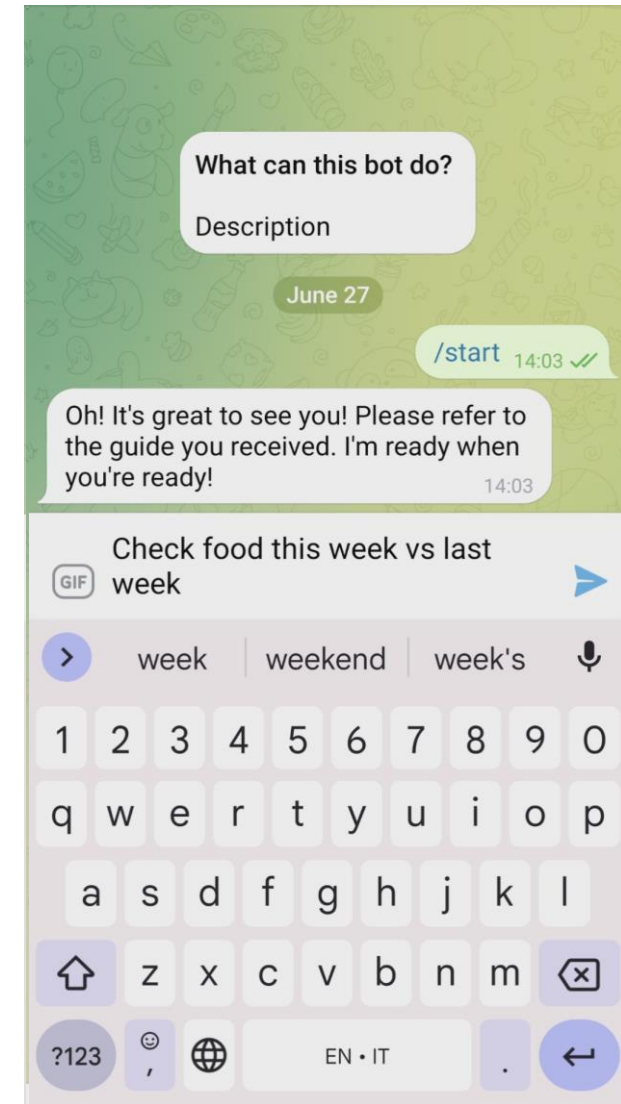 What can this bot do?
Description
June 27
/start 14:03
Oh! It's great to see you! Please refer to
the guide you received. I'm ready when
you're ready!
14:03
Check food this week vs last
week
GIF
week weekend week's
1 2 3 4 5 6 7 8 9 0
q w e r t y u i o p
a s d f g h j k l
z x c v b n m
?123 , EN • IT .